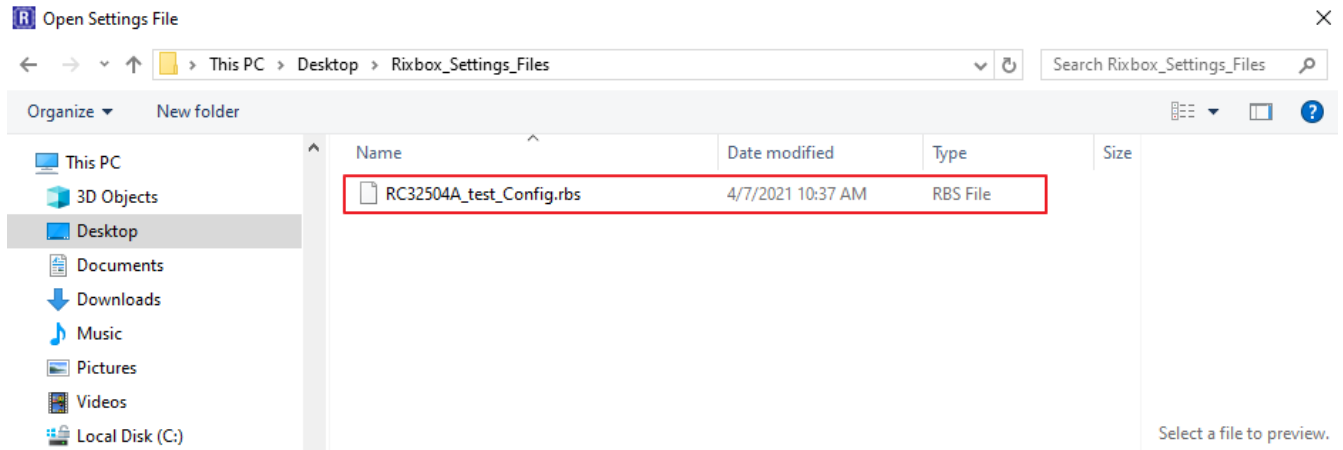 R Open Settings File
This PC > Desktop > Rixbox_Settings_Files
Search Rixbox_Settings_Files
Organize New folder
?
Name Date modified Type Size
This PC
RC32504A_test_Config.rbs 4/7/2021 10:37 AM RBS File
3D Objects
Desktop
Documents
Downloads
Music
Pictures
Videos
Local Disk (C:)
Select a file to preview.